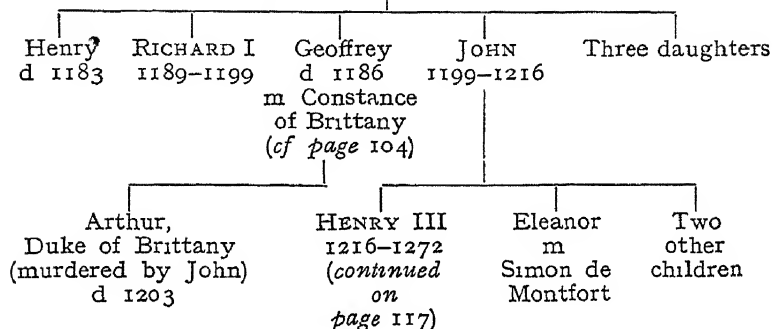 Henry RICHARD I Geoffrey JOHN Three daughters
d 1183 1189–1199 d 1186 1199–1216
m Constance
of Brittany
(cf page 104)
Arthur, HENRY III Eleanor Two
Duke of Brittany 1216–1272 m other
(murdered by John) (continued Simon de children
d 1203 on Montfort
page 117)